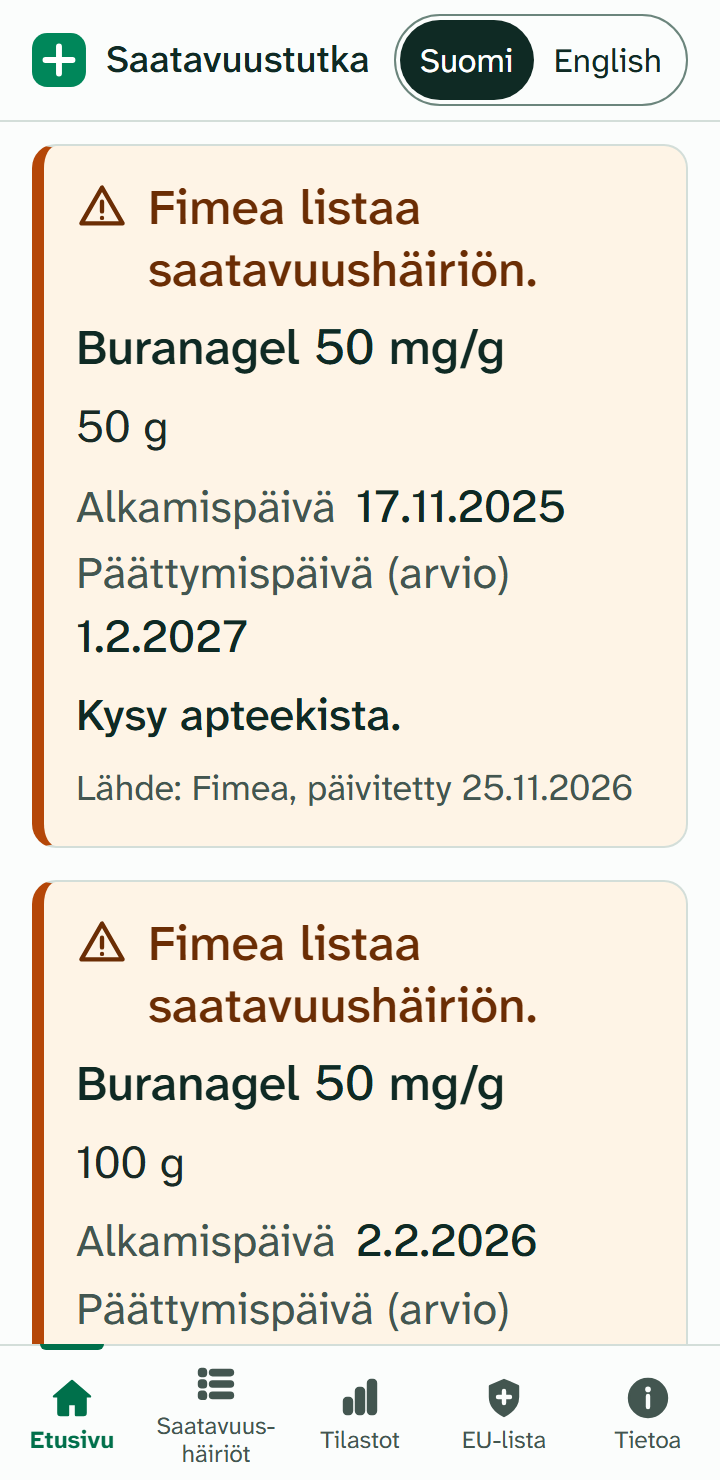 Saatavuustutka
Suomi
English
Fimea listaa
saatavuushäiriön.
Buranagel 50 mg/g
50 g
Alkamispäivä 17.11.2025
Päättymispäivä (arvio)
1.2.2027
Kysy apteekista.
Lähde: Fimea, päivitetty 25.11.2026
Fimea listaa
saatavuushäiriön.
Buranagel 50 mg/g
100 g
Alkamispäivä 2.2.2026
Päättymispäivä (arvio)
Etusivu
Saatavuus-
häiriöt
Tilastot
EU-lista
Tietoa